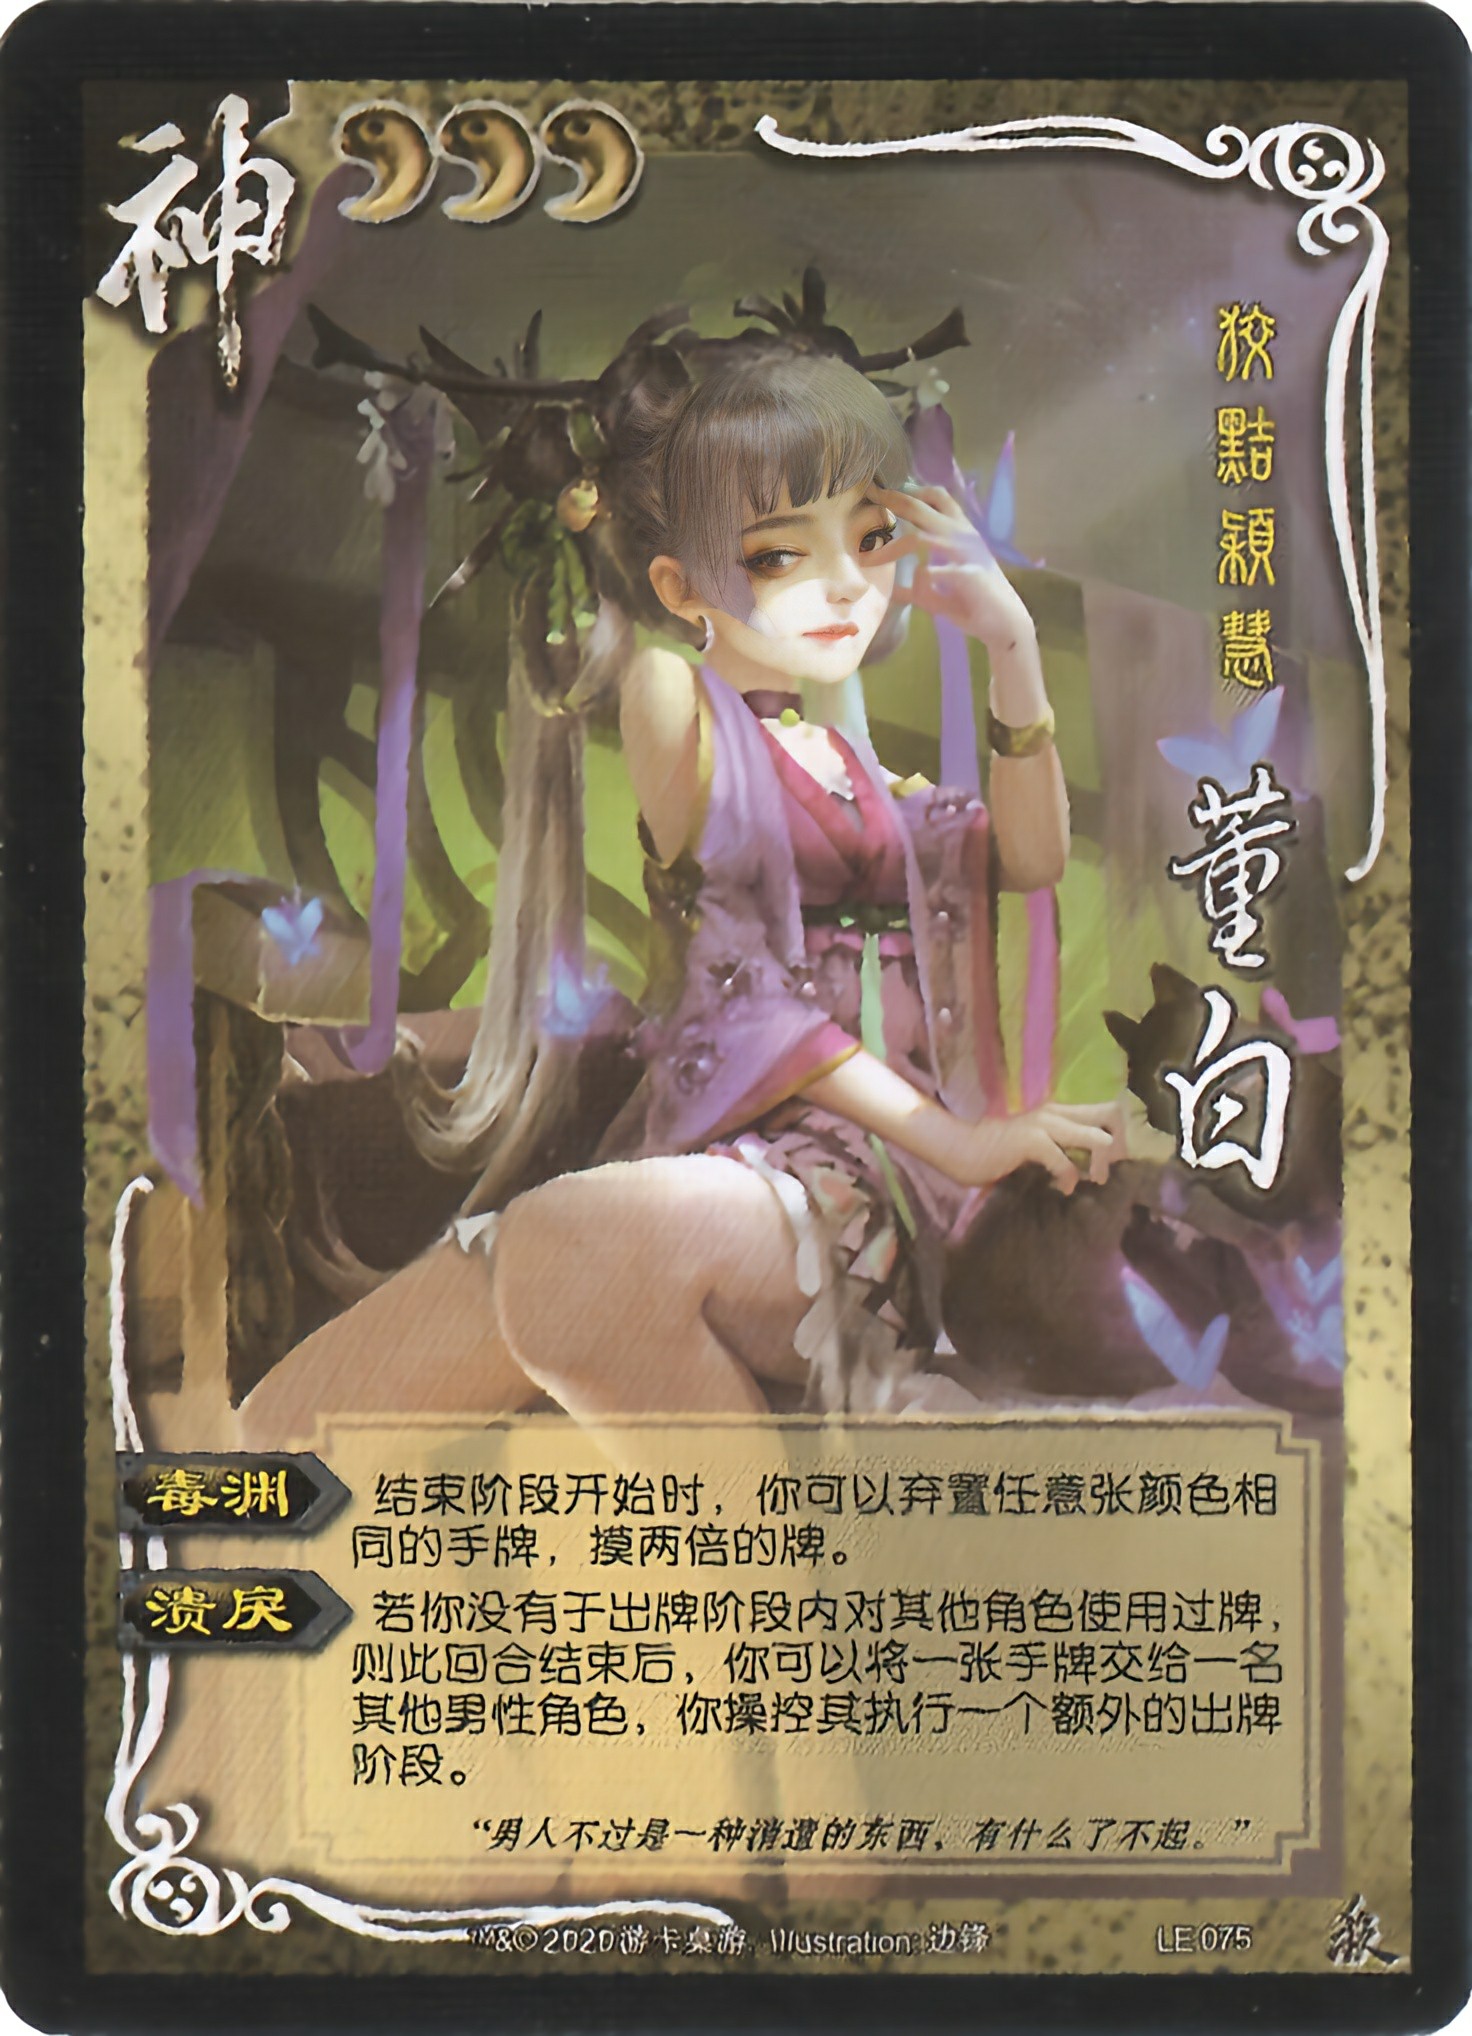 神
狡黠颖慧
董白
毒渊
结束阶段开始时，你可以弃置任意张颜色相
同的手牌，摸两倍的牌。
溃戾
若你没有于出牌阶段内对其他角色使用过牌，
则此回合结束后，你可以将一张手牌交给一名
其他男性角色，你操控其执行一个额外的出牌
阶段。
“男人不过是一种消遣的东西，有什么了不起。”
™&©2020游卡桌游. Illustration: 边锋
LE 075